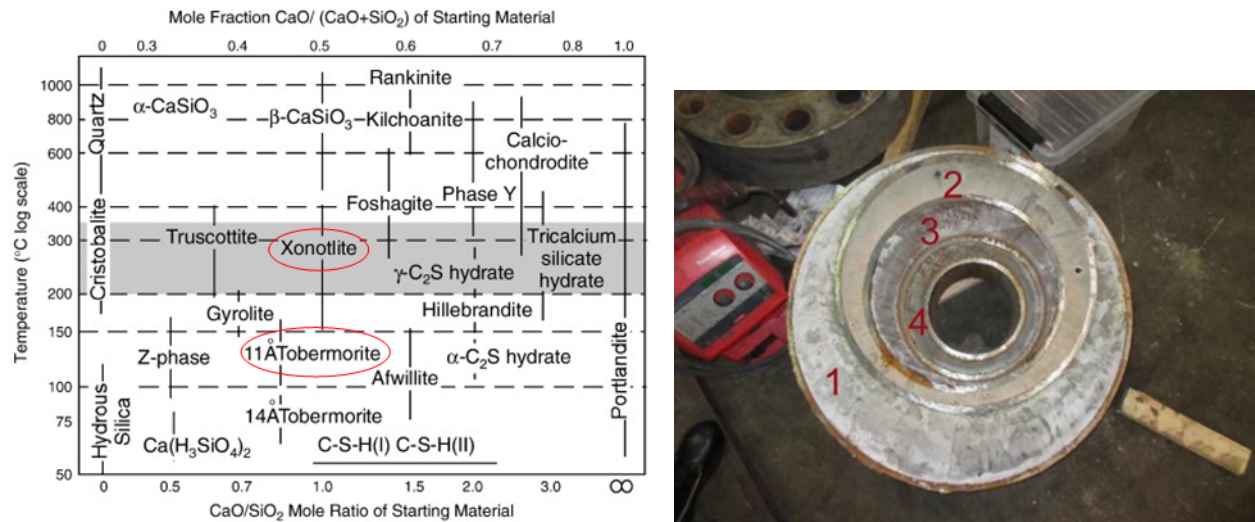 Mole Fraction CaO/ (CaO+SiO₂) of Starting Material
0 0.3 0.4 0.5 0.6 0.7 0.8 1.0
Temperature (°C log scale)
1000
800
600
400
300
200
150
100
75
50
Quartz
Cristobalite
Hydrous
Silica
Rankinite
α-CaSiO₃
β-CaSiO₃
Kilchoanite
Calcio-
chondrodite
Phase Y
Foshagite
Truscottite
Xonotlite
Tricalcium
silicate
hydrate
γ-C₂S hydrate
Gyrolite
Hillebrandite
Z-phase
11Å Tobermorite
α-C₂S hydrate
Afwillite
14Å Tobermorite
Portlandite
Ca(H₃SiO₄)₂
C-S-H(I) C-S-H(II)
0 0.5 0.7 1.0 1.5 2.0 3.0 ∞
CaO/SiO₂ Mole Ratio of Starting Material
2
3
4
1